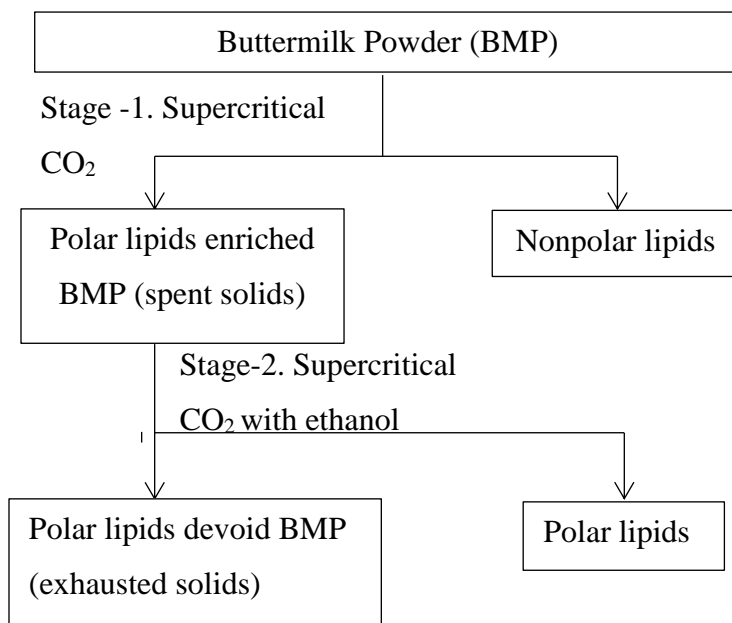 Buttermilk Powder (BMP)
Stage -1. Supercritical
CO₂
Polar lipids enriched
BMP (spent solids)
Nonpolar lipids
Stage-2. Supercritical
CO₂ with ethanol
Polar lipids devoid BMP
(exhausted solids)
Polar lipids